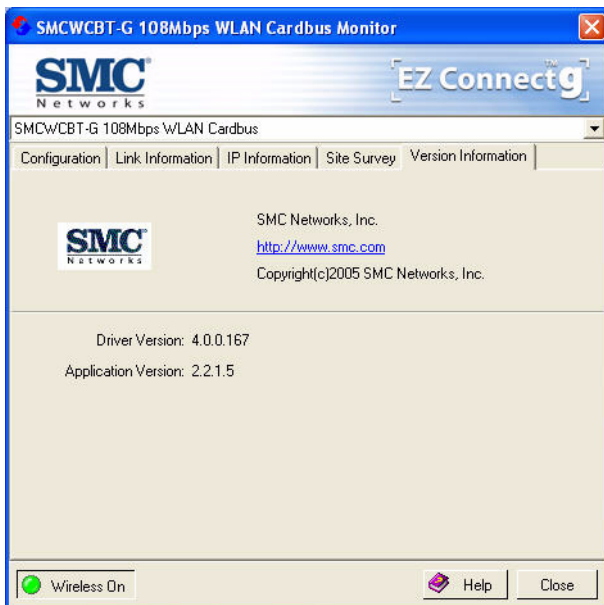 SMCWCBT-G 108Mbps WLAN Cardbus Monitor
SMC®
Networks
EZ Connect™g
SMCWCBT-G 108Mbps WLAN Cardbus
Configuration Link Information IP Information Site Survey Version Information
SMC®
Networks
SMC Networks, Inc.
http://www.smc.com
Copyright(c)2005 SMC Networks, Inc.
Driver Version: 4.0.0.167
Application Version: 2.2.1.5
Wireless On Help Close